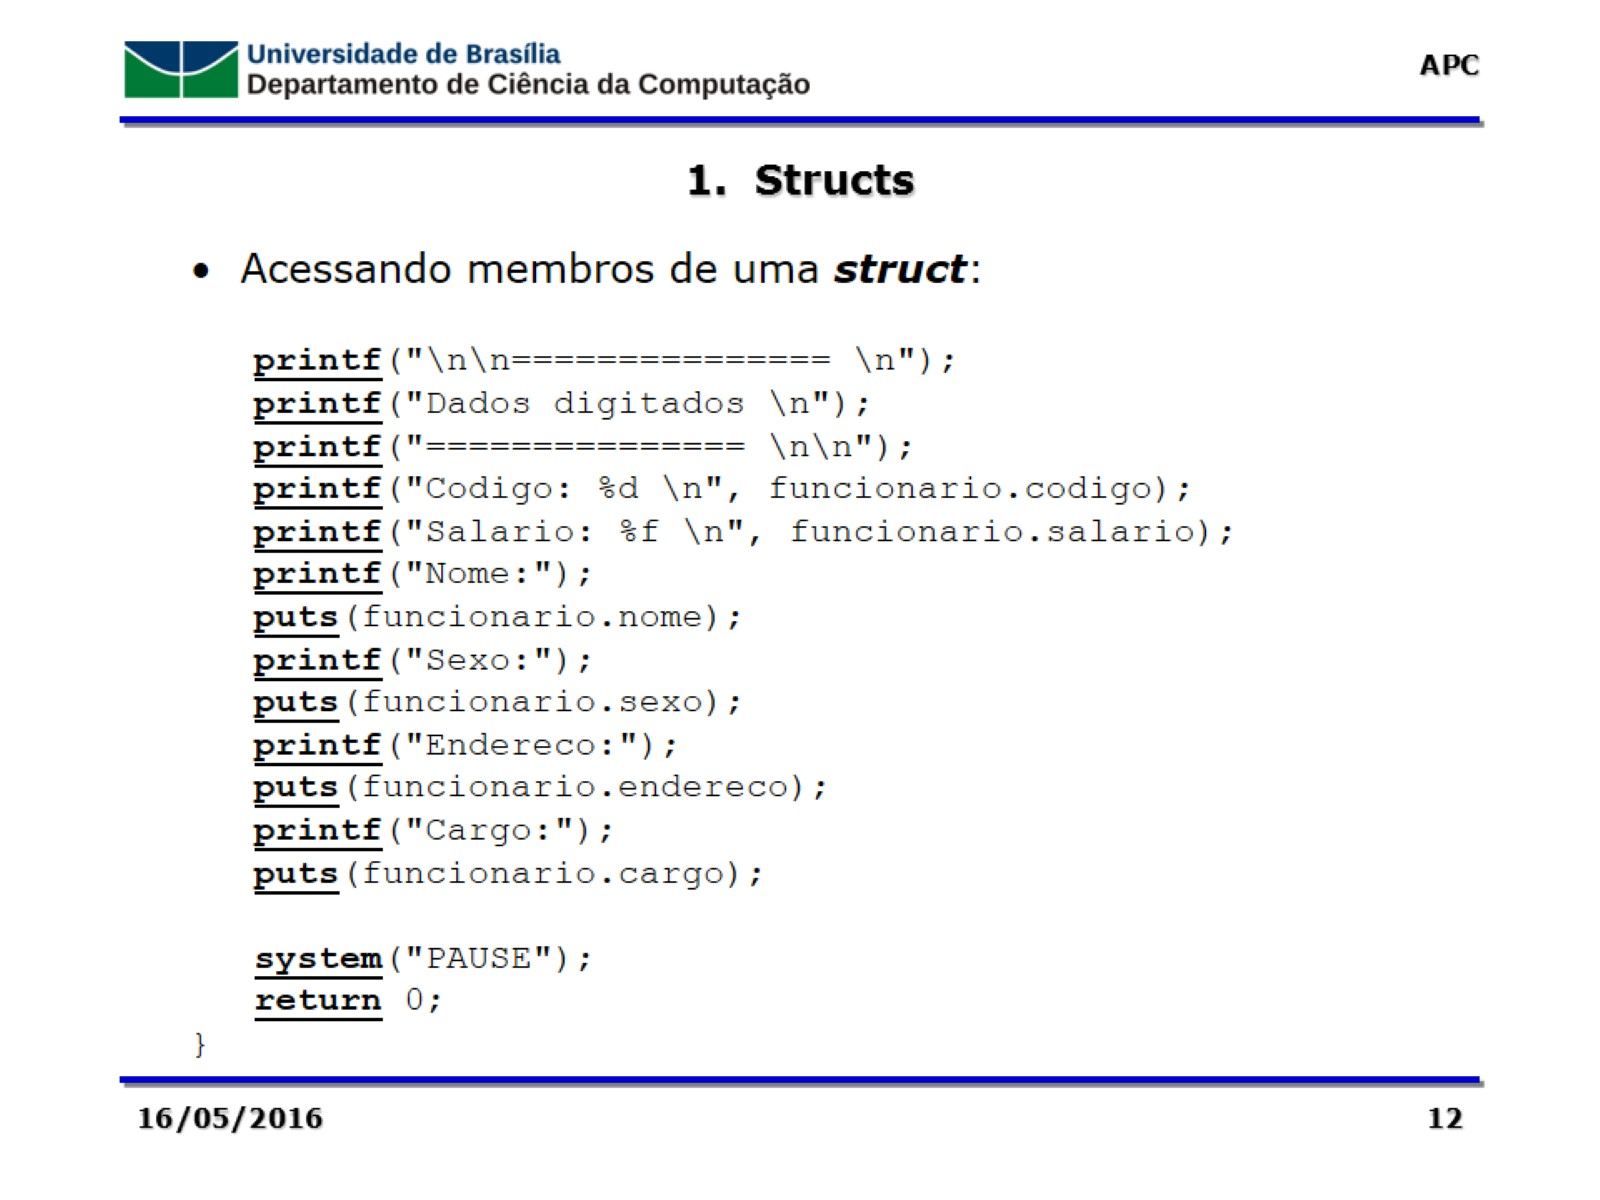 Universidade de Brasília
Departamento de Ciência da Computação
APC
1. Structs
• Acessando membros de uma struct:
printf("\n\n=============== \n");
printf("Dados digitados \n");
printf("=============== \n\n");
printf("Codigo: %d \n", funcionario.codigo);
printf("Salario: %f \n", funcionario.salario);
printf("Nome:");
puts(funcionario.nome);
printf("Sexo:");
puts(funcionario.sexo);
printf("Endereco:");
puts(funcionario.endereco);
printf("Cargo:");
puts(funcionario.cargo);
system("PAUSE");
return 0;
}
16/05/2016
12